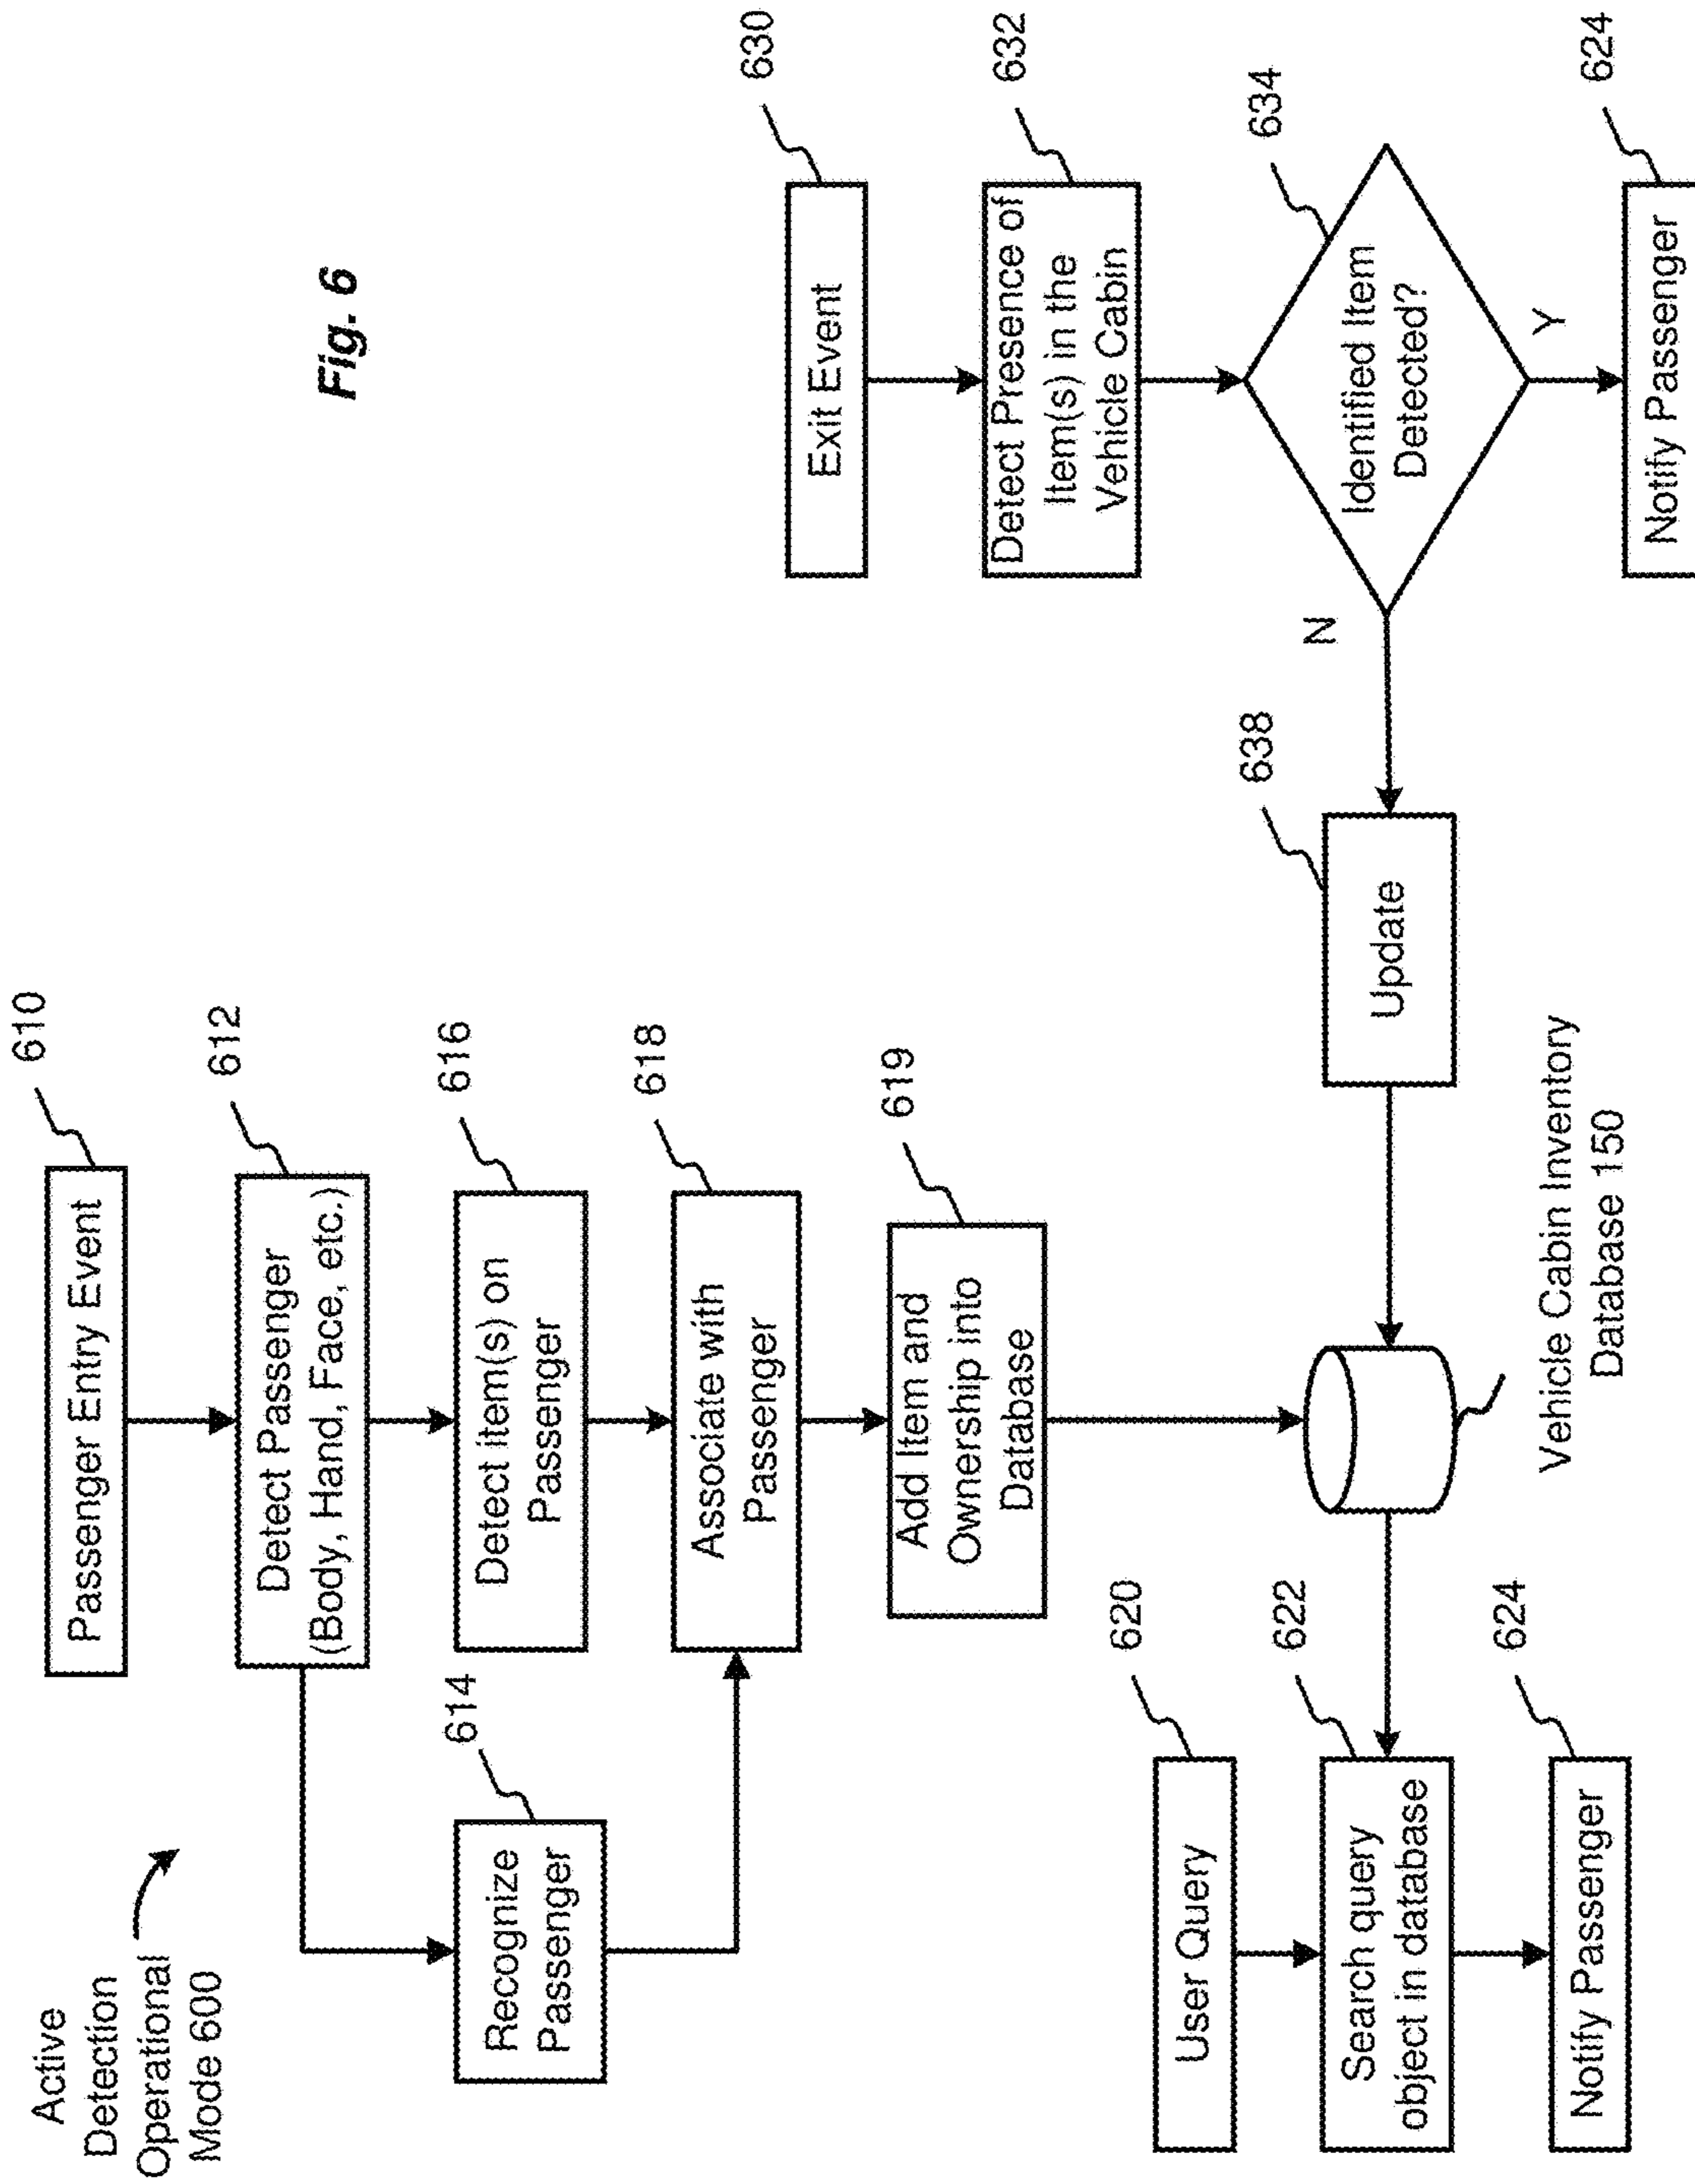 Active
Detection
Operational
Mode 600
610
Passenger Entry Event
612
Detect Passenger
(Body, Hand, Face, etc.)
614
Recognize
Passenger
616
Detect item(s) on
Passenger
618
Associate with
Passenger
619
Add Item and
Ownership into
Database
620
User Query
622
Search query
object in database
624
Notify Passenger
Vehicle Cabin Inventory
Database 150
638
Update
Fig. 6
630
Exit Event
632
Detect Presence of
Item(s) in the
Vehicle Cabin
634
Identified Item
Detected?
N
Y
624
Notify Passenger